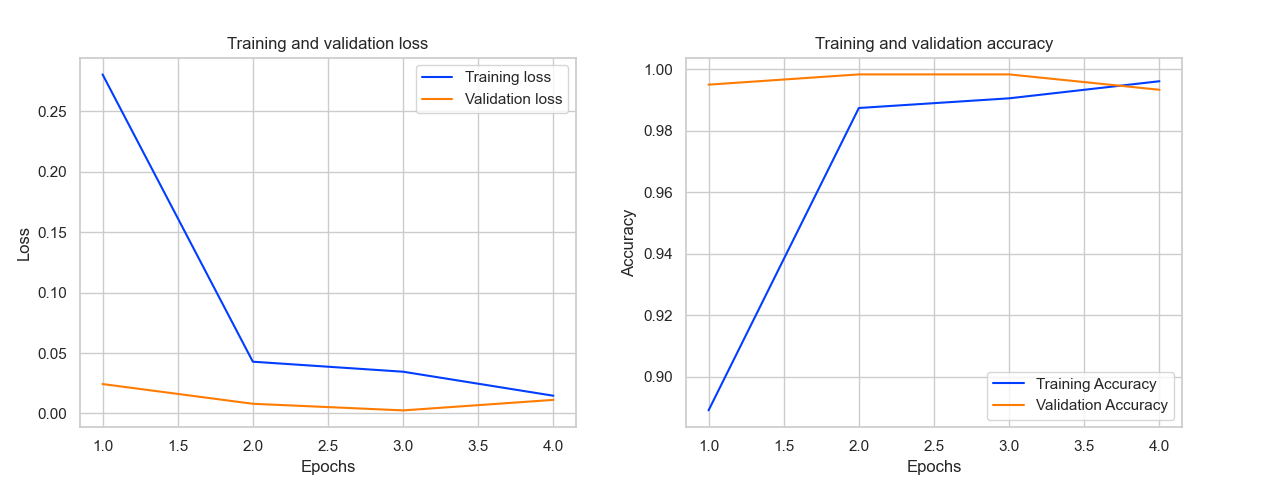 Training and validation loss
Training loss
Validation loss
0.25
0.20
0.15
0.10
0.05
0.00
Loss
1.0 1.5 2.0 2.5 3.0 3.5 4.0
Epochs
Training and validation accuracy
1.00
0.98
0.96
0.94
0.92
0.90
Accuracy
Training Accuracy
Validation Accuracy
1.0 1.5 2.0 2.5 3.0 3.5 4.0
Epochs